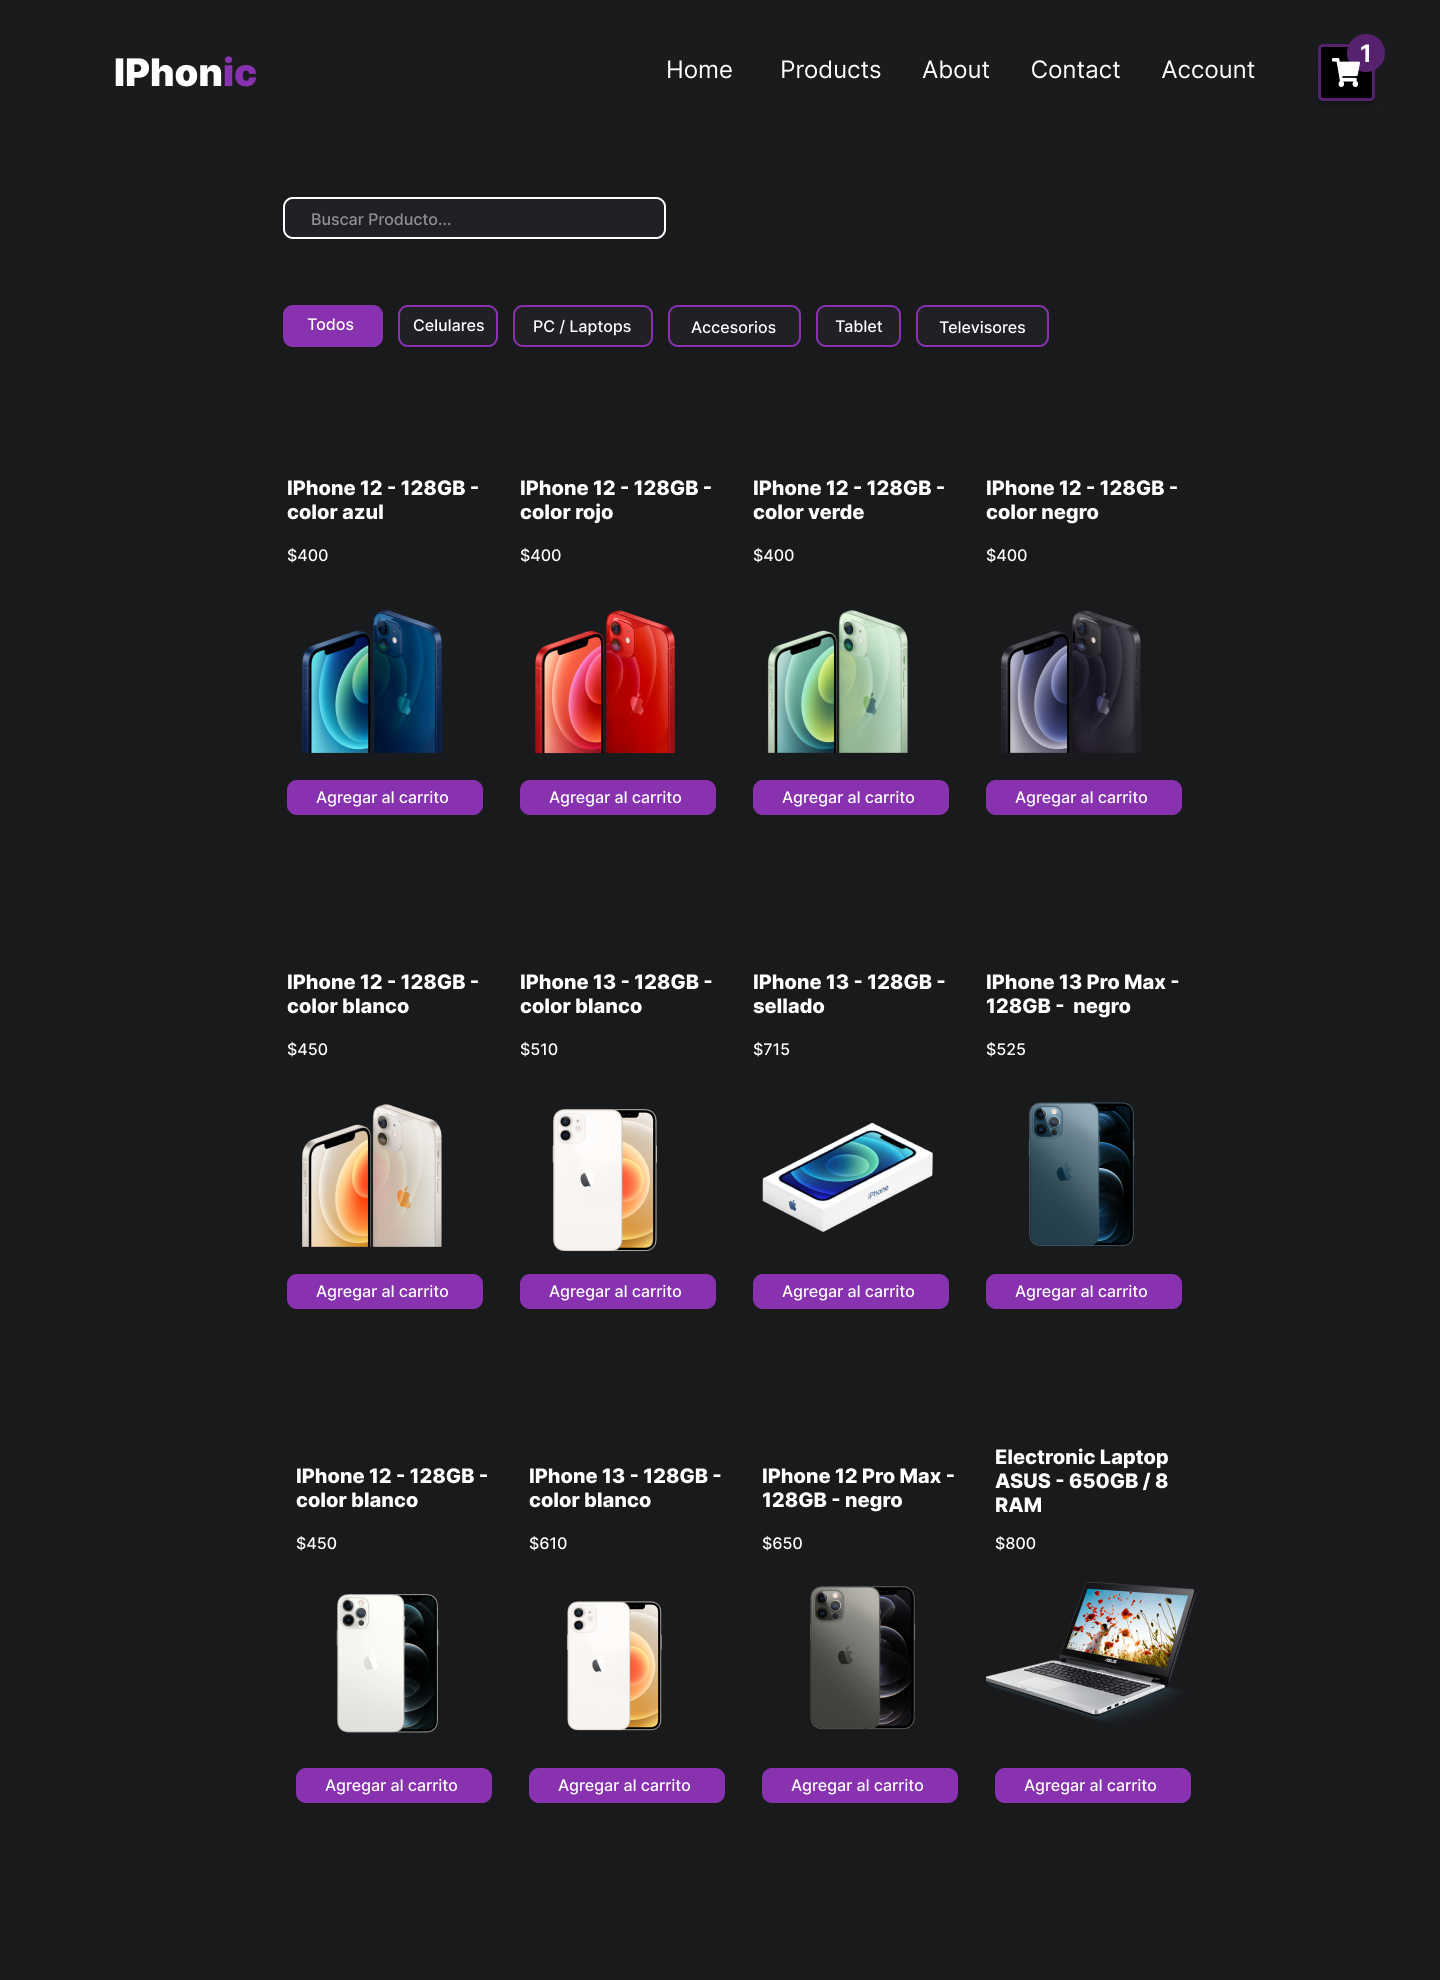 IPhonic
Home Products About Contact Account
1
Buscar Producto...
Todos Celulares PC / Laptops Accesorios Tablet Televisores
IPhone 12 - 128GB -
color azul
$400
IPhone 12 - 128GB -
color rojo
$400
IPhone 12 - 128GB -
color verde
$400
IPhone 12 - 128GB -
color negro
$400
Agregar al carrito
Agregar al carrito
Agregar al carrito
Agregar al carrito
IPhone 12 - 128GB -
color blanco
$450
IPhone 13 - 128GB -
color blanco
$510
IPhone 13 - 128GB -
sellado
$715
IPhone 13 Pro Max -
128GB -  negro
$525
iPhone
Agregar al carrito
Agregar al carrito
Agregar al carrito
Agregar al carrito
IPhone 12 - 128GB -
color blanco
$450
IPhone 13 - 128GB -
color blanco
$610
IPhone 12 Pro Max -
128GB - negro
$650
Electronic Laptop
ASUS - 650GB / 8
RAM
$800
ASUS
Agregar al carrito
Agregar al carrito
Agregar al carrito
Agregar al carrito